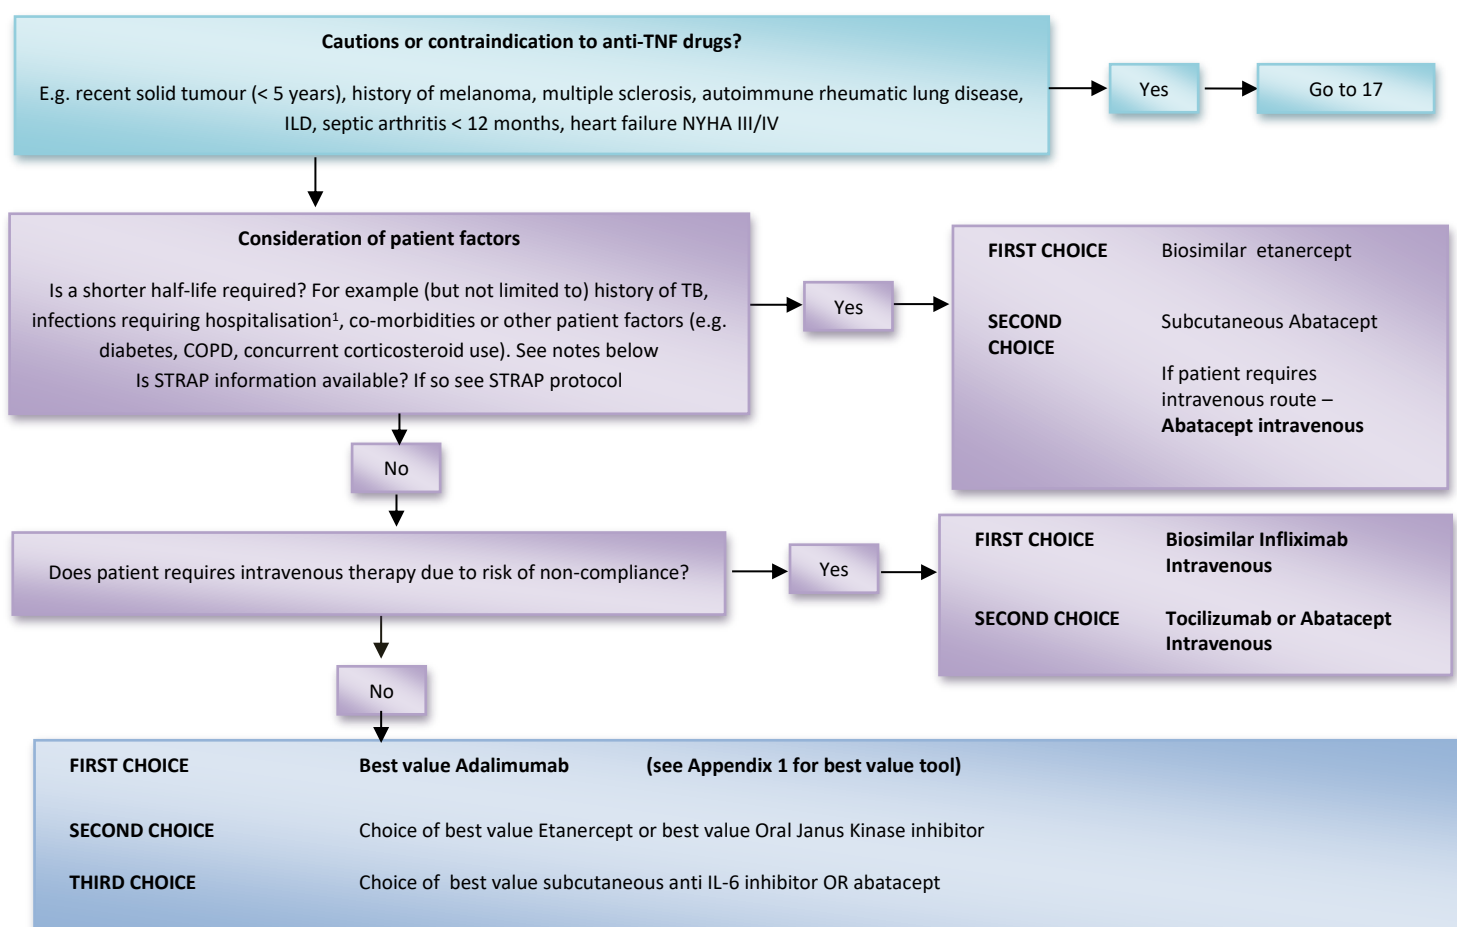 Cautions or contraindication to anti-TNF drugs?
E.g. recent solid tumour (< 5 years), history of melanoma, multiple sclerosis, autoimmune rheumatic lung disease,
ILD, septic arthritis < 12 months, heart failure NYHA III/IV
Yes
Go to 17
Consideration of patient factors
Is a shorter half-life required? For example (but not limited to) history of TB,
infections requiring hospitalisation¹, co-morbidities or other patient factors (e.g.
diabetes, COPD, concurrent corticosteroid use). See notes below
Is STRAP information available? If so see STRAP protocol
Yes
FIRST CHOICE Biosimilar etanercept
SECOND CHOICE Subcutaneous Abatacept
If patient requires
intravenous route –
Abatacept intravenous
No
Does patient requires intravenous therapy due to risk of non-compliance?
Yes
FIRST CHOICE Biosimilar Infliximab
Intravenous
SECOND CHOICE Tocilizumab or Abatacept
Intravenous
No
FIRST CHOICE Best value Adalimumab (see Appendix 1 for best value tool)
SECOND CHOICE Choice of best value Etanercept or best value Oral Janus Kinase inhibitor
THIRD CHOICE Choice of best value subcutaneous anti IL-6 inhibitor OR abatacept